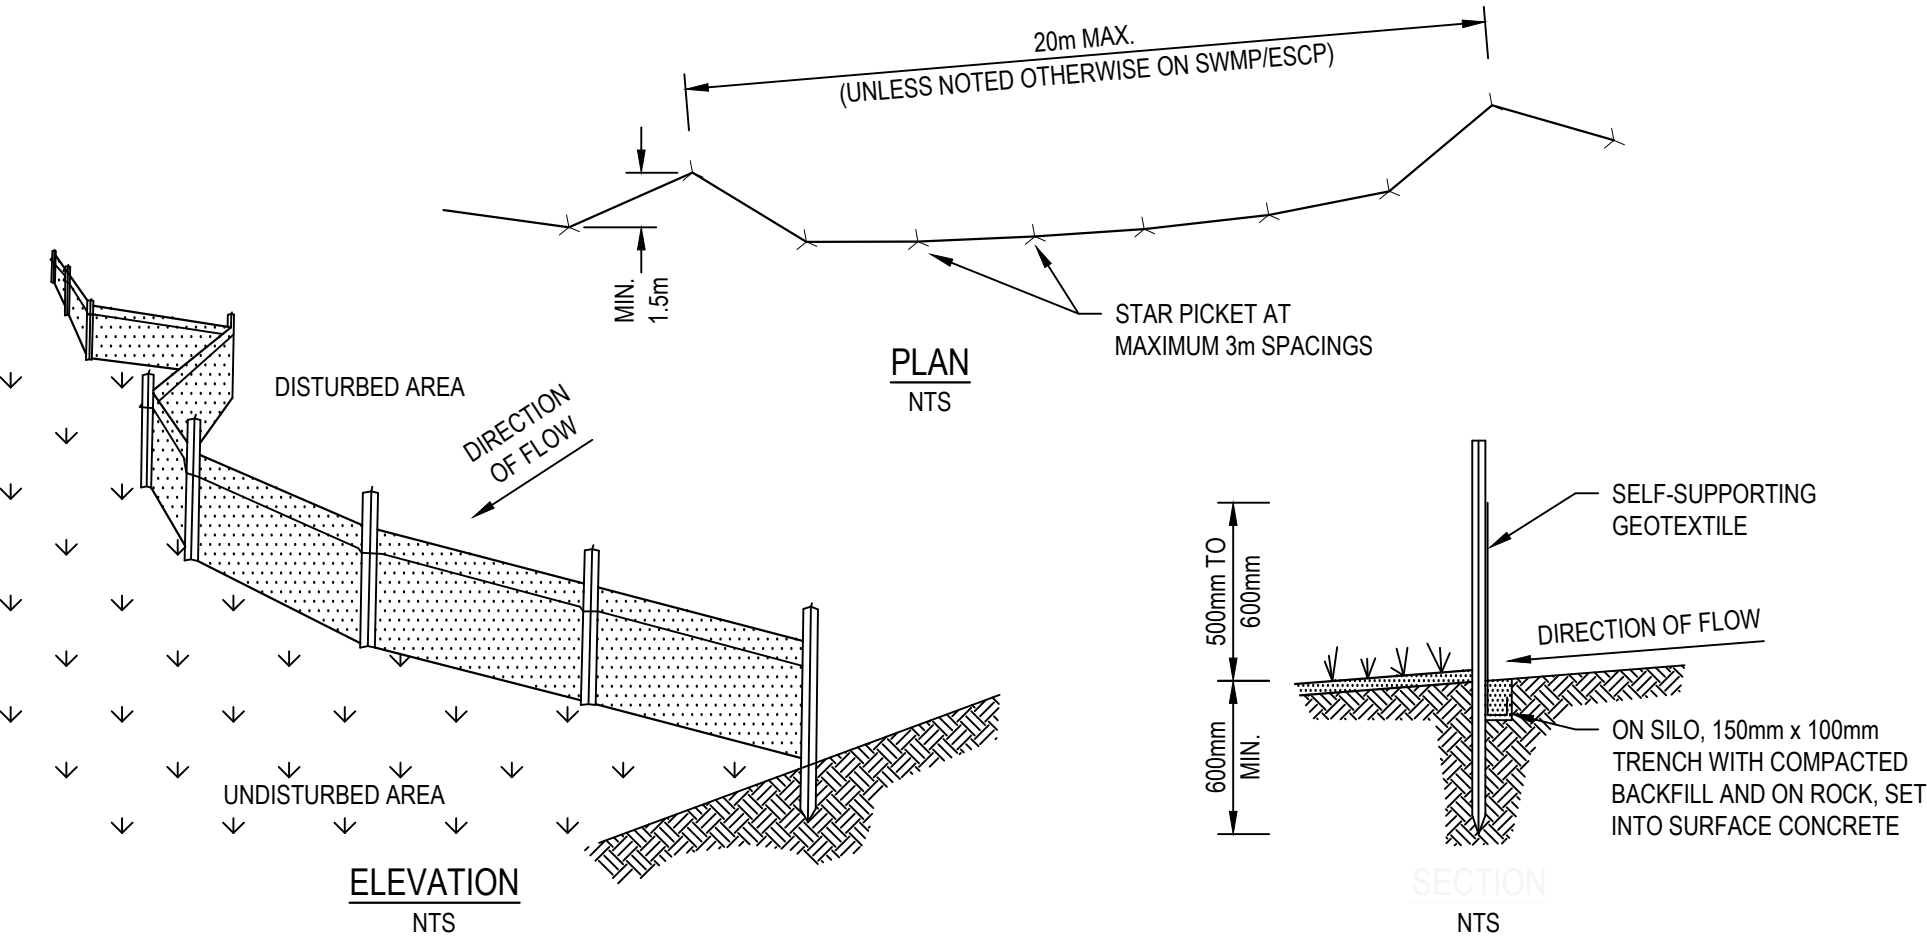 20m MAX.
(UNLESS NOTED OTHERWISE ON SWMP/ESCP)
MIN.
1.5m
STAR PICKET AT
MAXIMUM 3m SPACINGS
PLAN
NTS
DISTURBED AREA
DIRECTION
OF FLOW
UNDISTURBED AREA
ELEVATION
NTS
SELF-SUPPORTING
GEOTEXTILE
500mm TO
600mm
DIRECTION OF FLOW
600mm
MIN.
ON SILO, 150mm x 100mm
TRENCH WITH COMPACTED
BACKFILL AND ON ROCK, SET
INTO SURFACE CONCRETE
SECTION
NTS